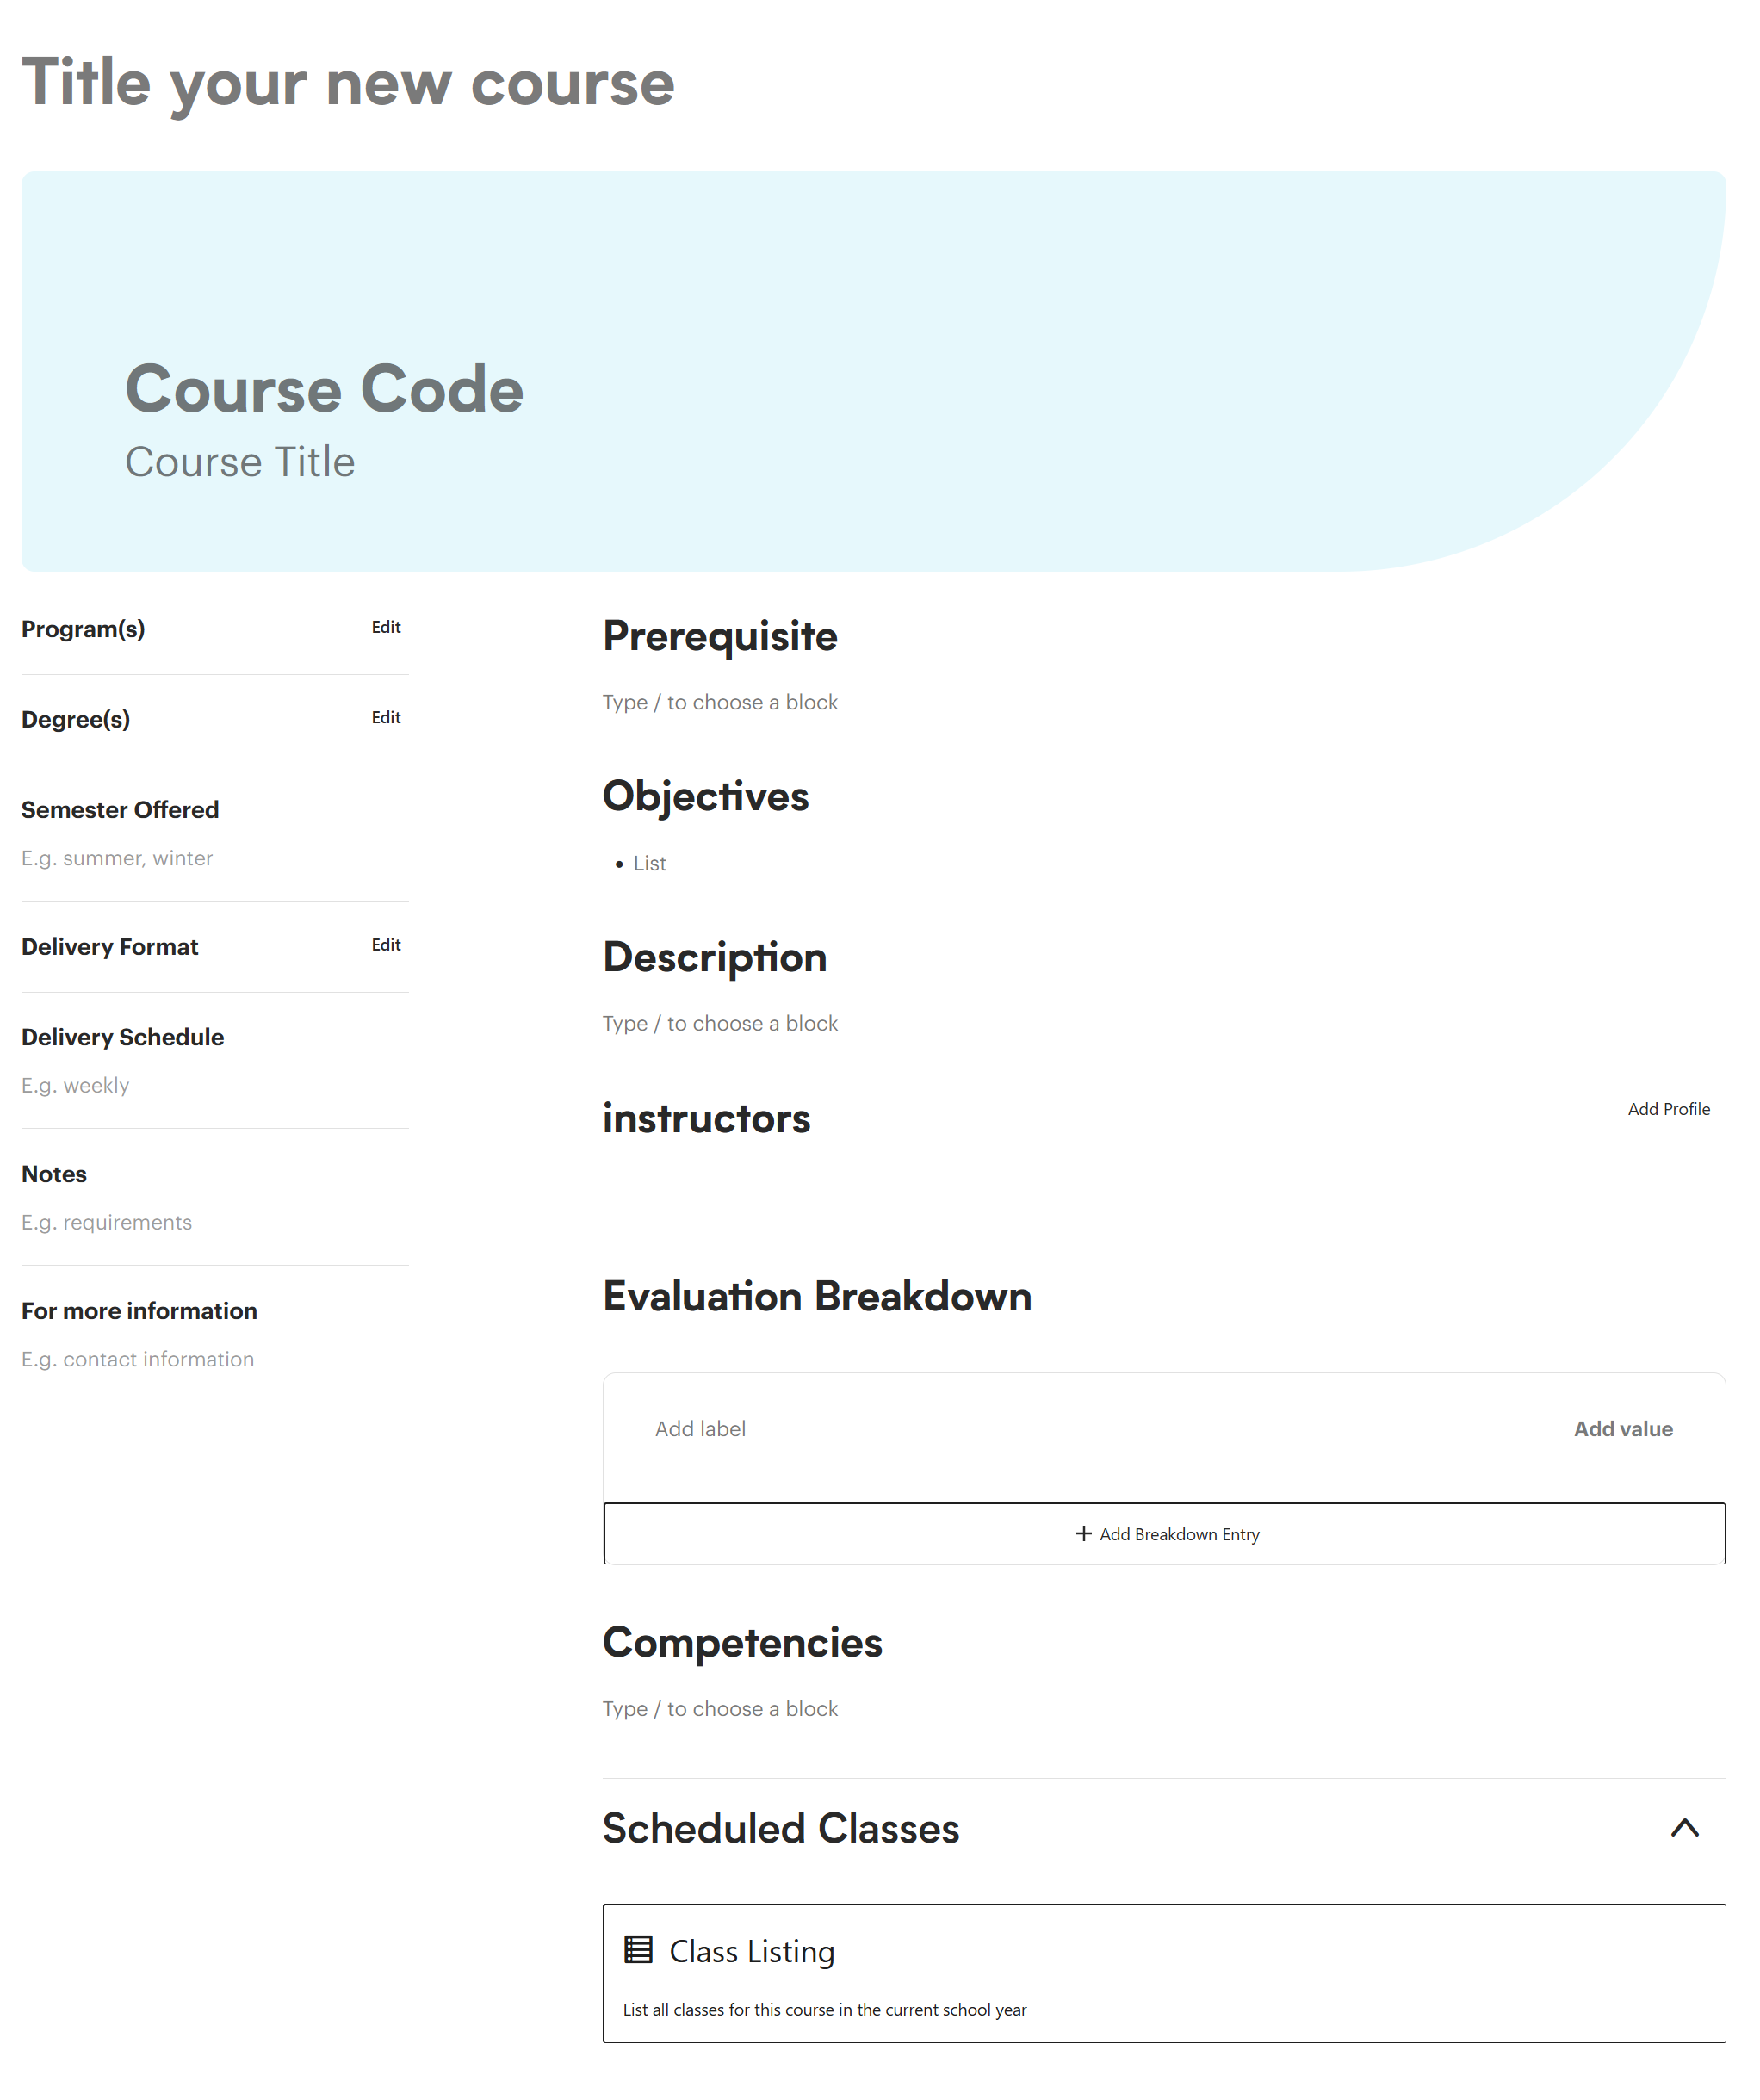 Title your new course
Course Code
Course Title
Program(s) Edit
Degree(s) Edit
Semester Offered
E.g. summer, winter
Delivery Format Edit
Delivery Schedule
E.g. weekly
Notes
E.g. requirements
For more information
E.g. contact information
Prerequisite
Type / to choose a block
Objectives
• List
Description
Type / to choose a block
instructors Add Profile
Evaluation Breakdown
Add label Add value
+ Add Breakdown Entry
Competencies
Type / to choose a block
Scheduled Classes
Class Listing
List all classes for this course in the current school year